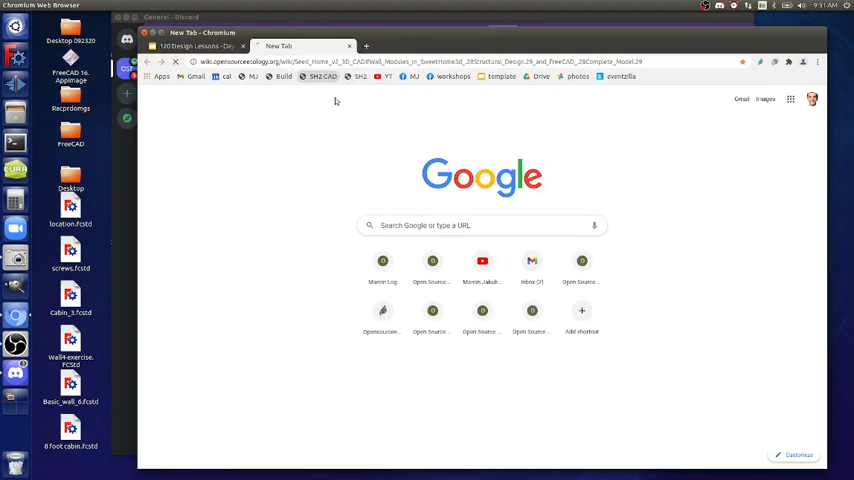 Chromium Web Browser
En
9:31 AM
General - Discord
New Tab - Chromium
120 Design Lessons - Dry
New Tab
wiki.opensourceecology.org/wiki/Seed_Home_v2_3D_CAD#Wall_Modules_in_SweetHome3d_.28Structural_Design.29_and_FreeCAD_.28Complete_Model.29
Apps Gmail cal MJ Build SH2 CAD SH2 YT MJ workshops template Drive photos eventzilla
Gmail Images
Google
Search Google or type a URL
Marcin Log
Open Source ...
Marcin Jakub...
Inbox (2)
Open Source ...
Opensourcee...
Open Source ...
Open Source ...
Open Source ...
Add shortcut
Customize
Desktop 092320
FreeCAD 16.
AppImage
Recprdomgs
FreeCAD
Desktop
location.fcstd
screws.fcstd
Cabin_3.fcstd
Wall4-exercise.
FCStd
Basic_wall_6.fcstd
8 foot cabin.fcstd
CURA